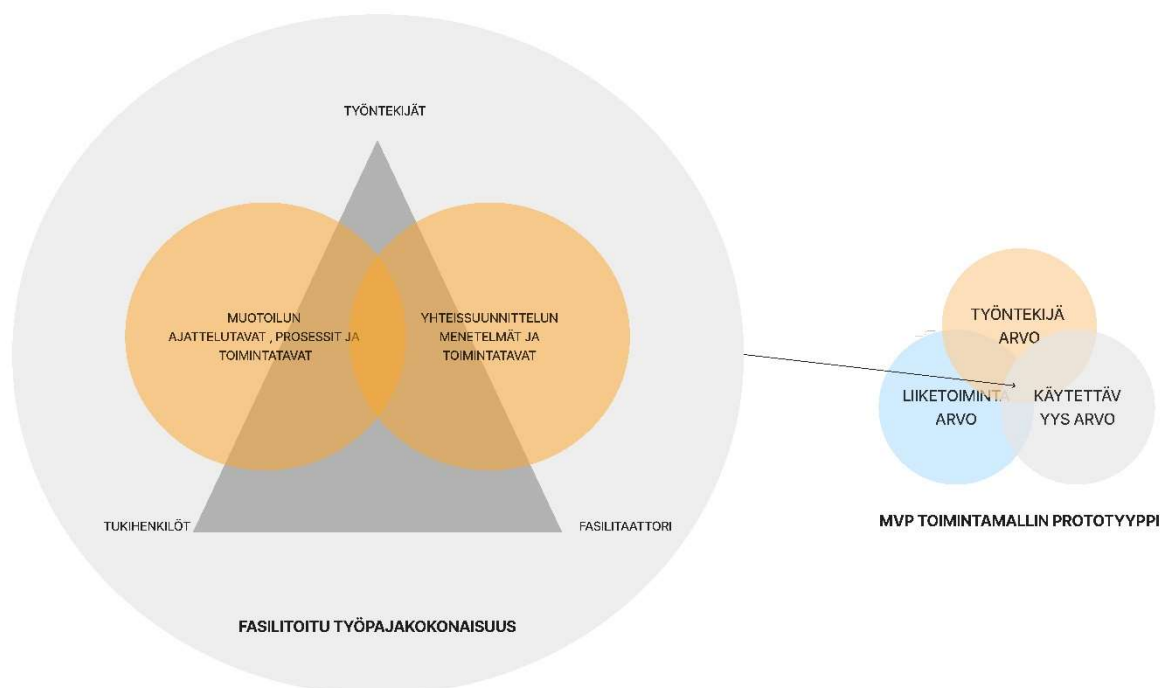 TYÖNTEKIJÄT
MUOTOILUN
AJATTELUTAVAT , PROSESSIT JA
TOIMINTATAVAT
YHTEISSUUNNITTELUN
MENETELMÄT JA
TOIMINTATAVAT
TUKIHENKILÖT
FASILITAATTORI
FASILITOITU TYÖPAJAKOKONAISUUS
TYÖNTEKIJÄ
ARVO
LIIKETOIMINTA
ARVO
KÄYTETTÄV
YYS ARVO
MVP TOIMINTAMALLIN PROTOTYYPPI